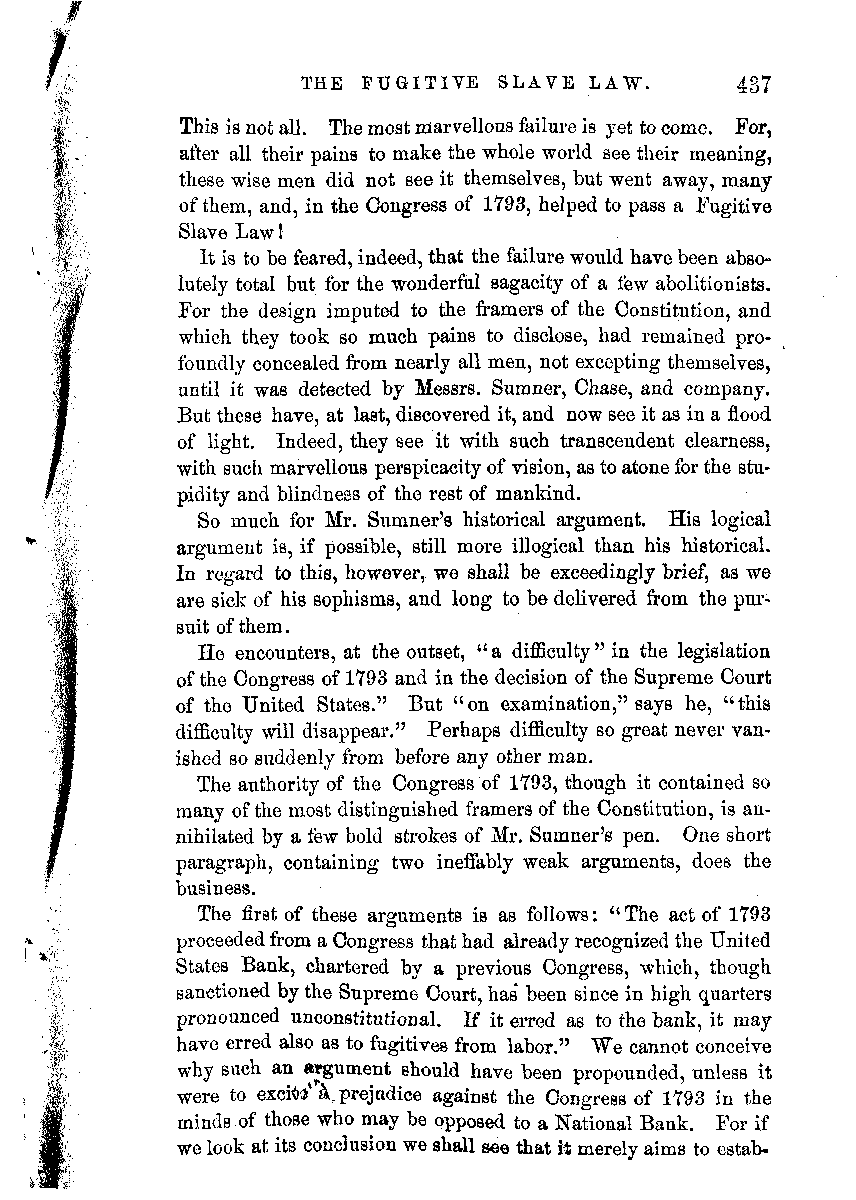 THE FUGITIVE SLAVE LAW. 437
This is not all. The most marvellous failure is yet to come. For,
after all their pains to make the whole world see their meaning,
these wise men did not see it themselves, but went away, many
of them, and, in the Congress of 1793, helped to pass a Fugitive
Slave Law!
It is to be feared, indeed, that the failure would have been abso-
lutely total but for the wonderful sagacity of a few abolitionists.
For the design imputed to the framers of the Constitution, and
which they took so much pains to disclose, had remained pro-
foundly concealed from nearly all men, not excepting themselves,
until it was detected by Messrs. Sumner, Chase, and company.
But these have, at last, discovered it, and now see it as in a flood
of light. Indeed, they see it with such transcendent clearness,
with such marvellous perspicacity of vision, as to atone for the stu-
pidity and blindness of the rest of mankind.
So much for Mr. Sumner's historical argument. His logical
argument is, if possible, still more illogical than his historical.
In regard to this, however, we shall be exceedingly brief, as we
are sick of his sophisms, and long to be delivered from the pur-
suit of them.
He encounters, at the outset, "a difficulty" in the legislation
of the Congress of 1793 and in the decision of the Supreme Court
of the United States." But "on examination," says he, "this
difficulty will disappear." Perhaps difficulty so great never van-
ished so suddenly from before any other man.
The authority of the Congress of 1793, though it contained so
many of the most distinguished framers of the Constitution, is an-
nihilated by a few bold strokes of Mr. Sumner's pen. One short
paragraph, containing two ineffably weak arguments, does the
business.
The first of these arguments is as follows: "The act of 1793
proceeded from a Congress that had already recognized the United
States Bank, chartered by a previous Congress, which, though
sanctioned by the Supreme Court, has been since in high quarters
pronounced unconstitutional. If it erred as to the bank, it may
have erred also as to fugitives from labor." We cannot conceive
why such an argument should have been propounded, unless it
were to excite a prejudice against the Congress of 1793 in the
minds of those who may be opposed to a National Bank. For if
we look at its conclusion we shall see that it merely aims to estab-